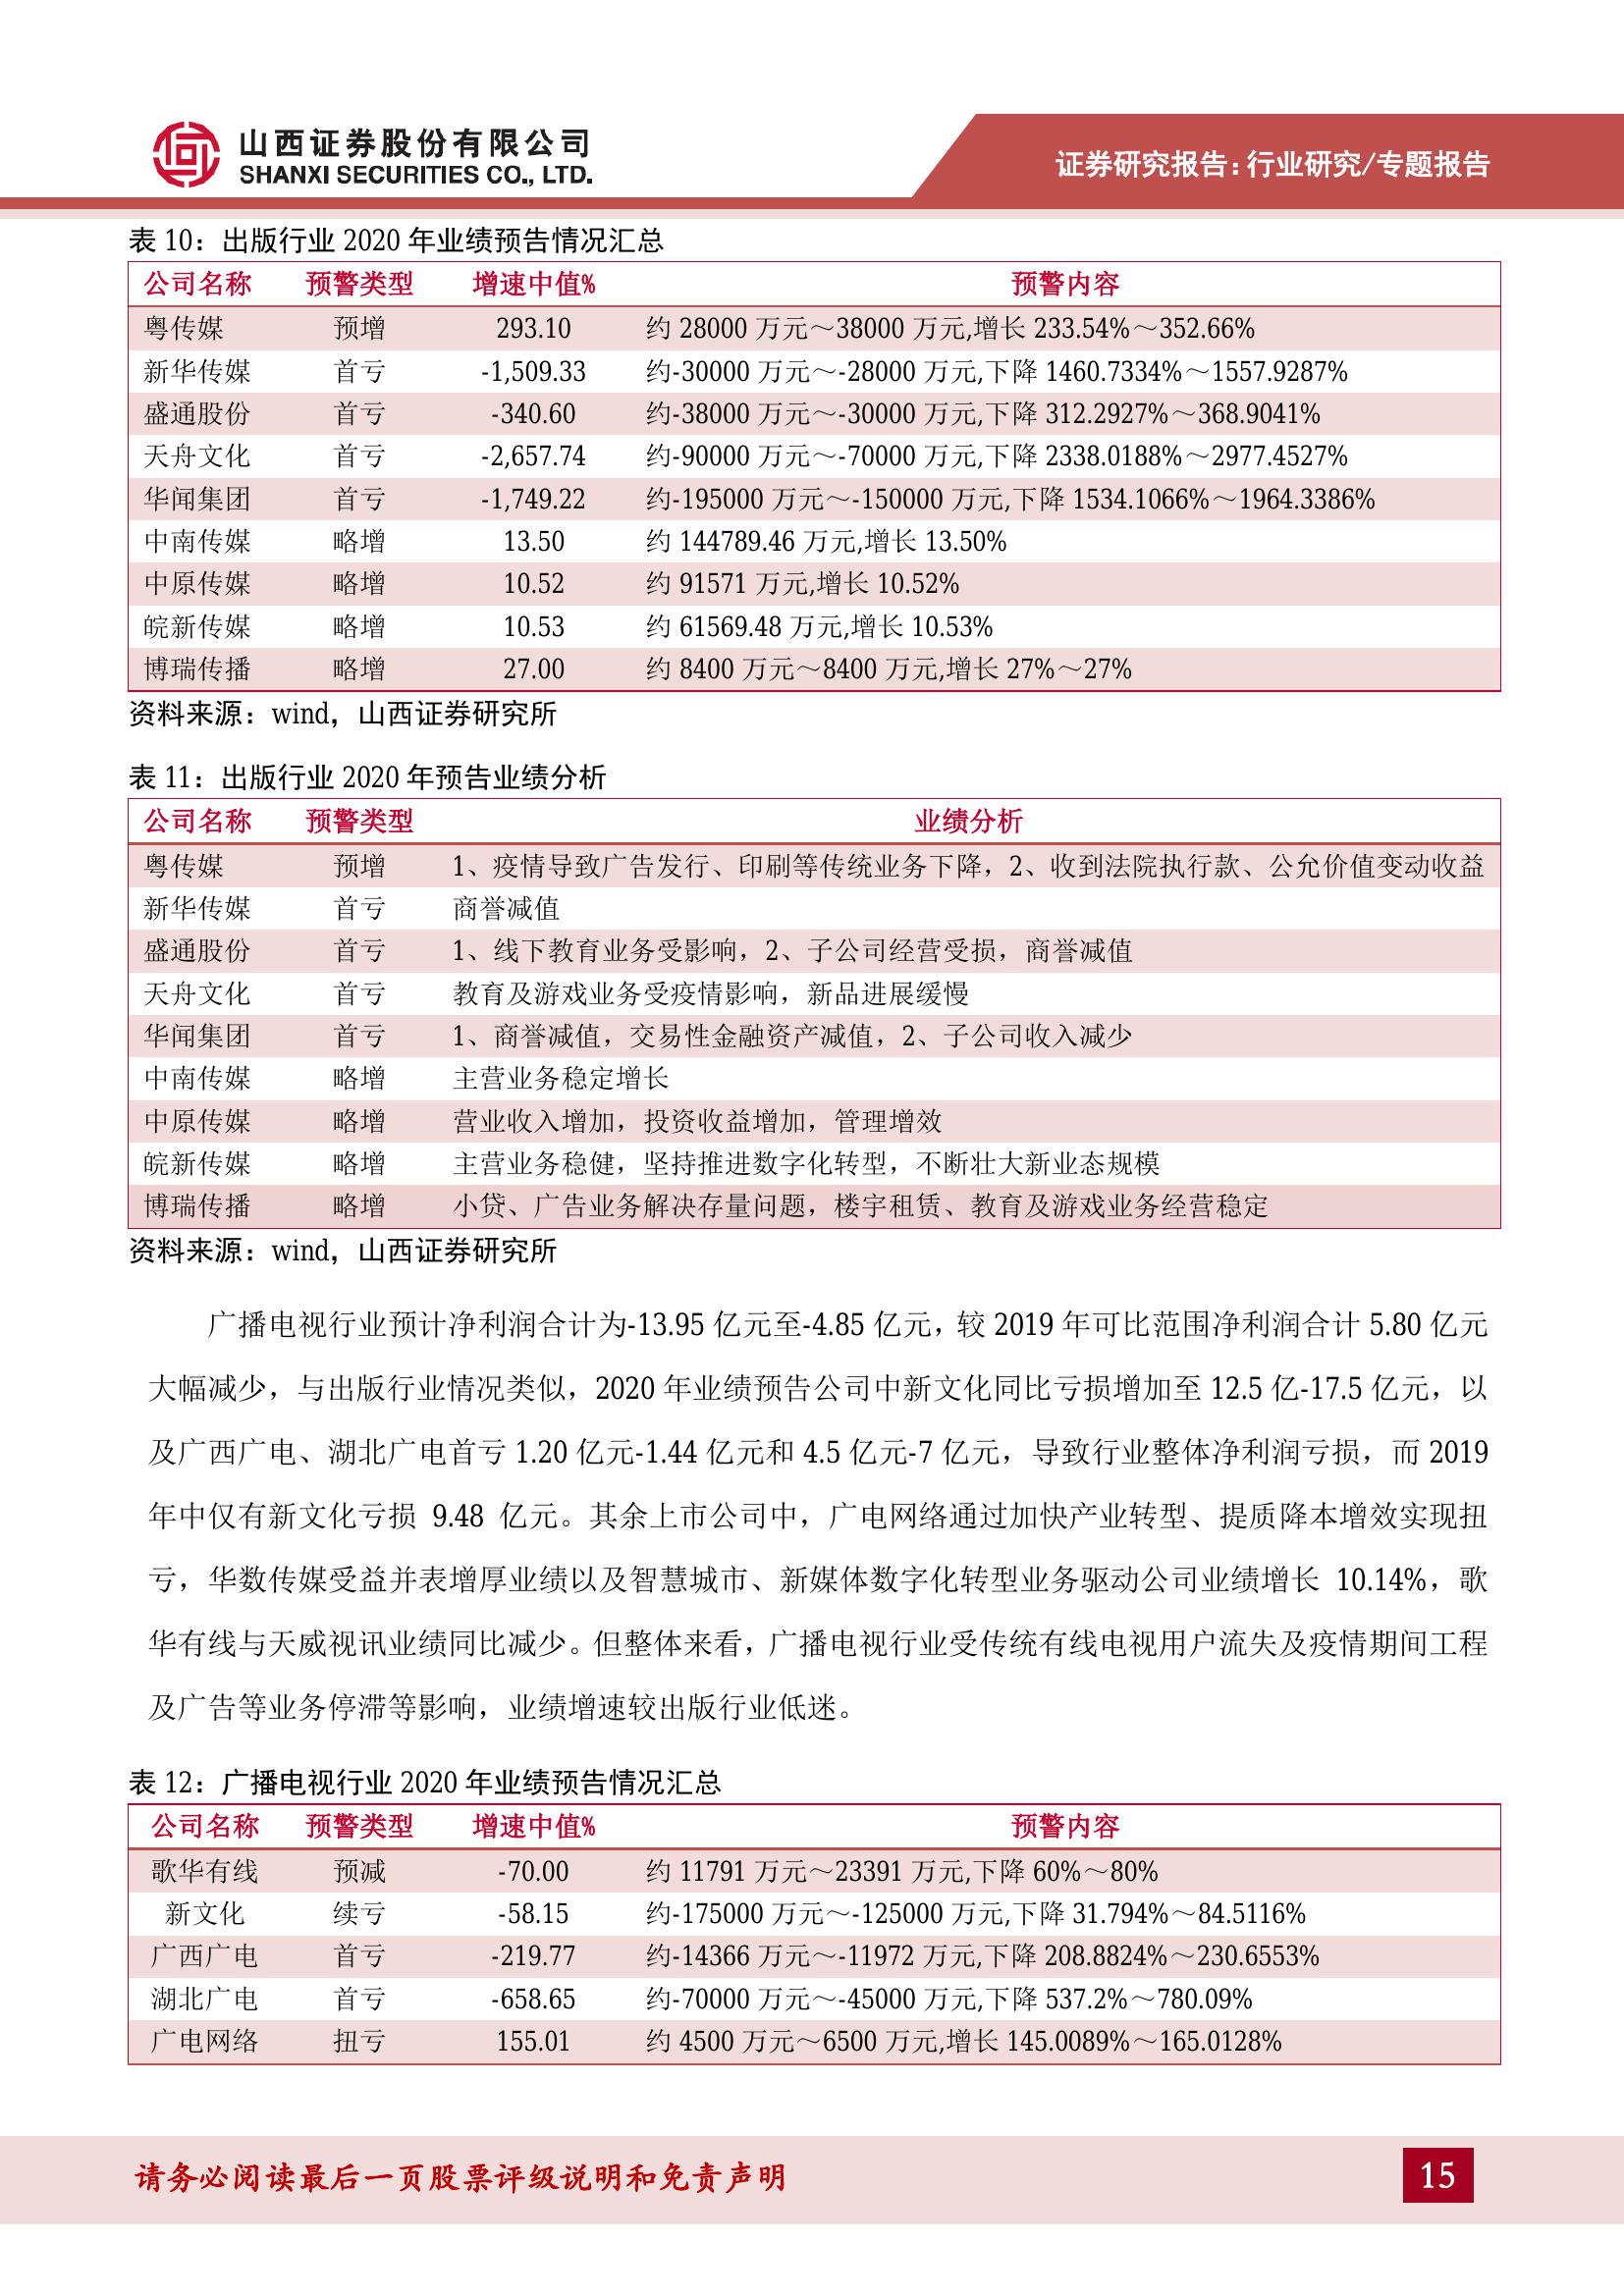 山西证券股份有限公司
SHANXI SECURITIES CO., LTD.
证券研究报告：行业研究/专题报告
表 10：出版行业 2020 年业绩预告情况汇总
公司名称 预警类型 增速中值% 预警内容
粤传媒 预增 293.10 约 28000 万元～38000 万元,增长 233.54%～352.66%
新华传媒 首亏 -1,509.33 约-30000 万元～-28000 万元,下降 1460.7334%～1557.9287%
盛通股份 首亏 -340.60 约-38000 万元～-30000 万元,下降 312.2927%～368.9041%
天舟文化 首亏 -2,657.74 约-90000 万元～-70000 万元,下降 2338.0188%～2977.4527%
华闻集团 首亏 -1,749.22 约-195000 万元～-150000 万元,下降 1534.1066%～1964.3386%
中南传媒 略增 13.50 约 144789.46 万元,增长 13.50%
中原传媒 略增 10.52 约 91571 万元,增长 10.52%
皖新传媒 略增 10.53 约 61569.48 万元,增长 10.53%
博瑞传播 略增 27.00 约 8400 万元～8400 万元,增长 27%～27%
资料来源：wind，山西证券研究所
表 11：出版行业 2020 年预告业绩分析
公司名称 预警类型 业绩分析
粤传媒 预增 1、疫情导致广告发行、印刷等传统业务下降，2、收到法院执行款、公允价值变动收益
新华传媒 首亏 商誉减值
盛通股份 首亏 1、线下教育业务受影响，2、子公司经营受损，商誉减值
天舟文化 首亏 教育及游戏业务受疫情影响，新品进展缓慢
华闻集团 首亏 1、商誉减值，交易性金融资产减值，2、子公司收入减少
中南传媒 略增 主营业务稳定增长
中原传媒 略增 营业收入增加，投资收益增加，管理增效
皖新传媒 略增 主营业务稳健，坚持推进数字化转型，不断壮大新业态规模
博瑞传播 略增 小贷、广告业务解决存量问题，楼宇租赁、教育及游戏业务经营稳定
资料来源：wind，山西证券研究所
广播电视行业预计净利润合计为-13.95 亿元至-4.85 亿元，较 2019 年可比范围净利润合计 5.80 亿元
大幅减少，与出版行业情况类似，2020 年业绩预告公司中新文化同比亏损增加至 12.5 亿-17.5 亿元，以
及广西广电、湖北广电首亏 1.20 亿元-1.44 亿元和 4.5 亿元-7 亿元，导致行业整体净利润亏损，而 2019
年中仅有新文化亏损 9.48 亿元。其余上市公司中，广电网络通过加快产业转型、提质降本增效实现扭
亏，华数传媒受益并表增厚业绩以及智慧城市、新媒体数字化转型业务驱动公司业绩增长 10.14%，歌
华有线与天威视讯业绩同比减少。但整体来看，广播电视行业受传统有线电视用户流失及疫情期间工程
及广告等业务停滞等影响，业绩增速较出版行业低迷。
表 12：广播电视行业 2020 年业绩预告情况汇总
公司名称 预警类型 增速中值% 预警内容
歌华有线 预减 -70.00 约 11791 万元～23391 万元,下降 60%～80%
新文化 续亏 -58.15 约-175000 万元～-125000 万元,下降 31.794%～84.5116%
广西广电 首亏 -219.77 约-14366 万元～-11972 万元,下降 208.8824%～230.6553%
湖北广电 首亏 -658.65 约-70000 万元～-45000 万元,下降 537.2%～780.09%
广电网络 扭亏 155.01 约 4500 万元～6500 万元,增长 145.0089%～165.0128%
请务必阅读最后一页股票评级说明和免责声明
15